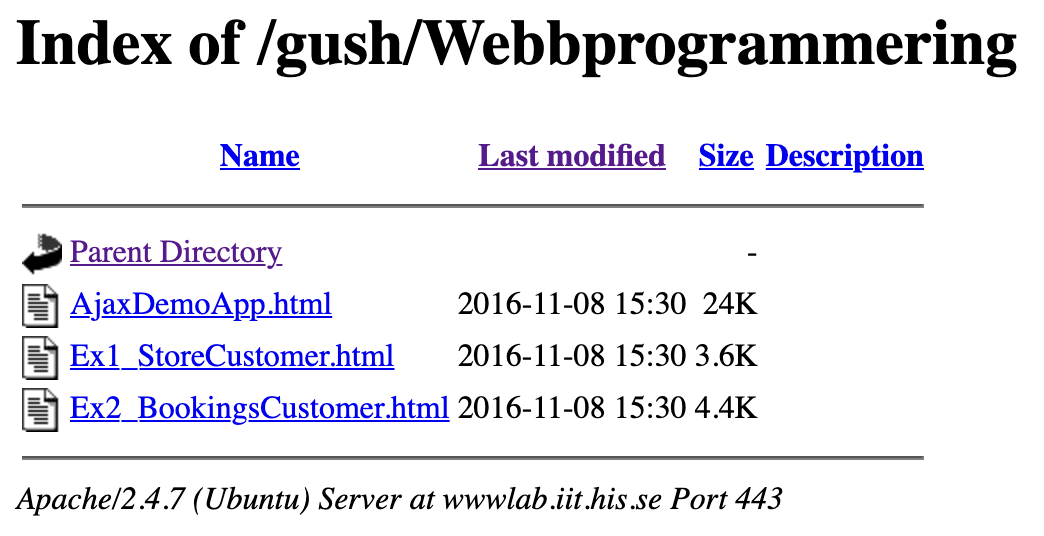 Index of /gush/Webbprogrammering
Name Last modified Size Description
Parent Directory -
AjaxDemoApp.html 2016-11-08 15:30 24K
Ex1_StoreCustomer.html 2016-11-08 15:30 3.6K
Ex2_BookingsCustomer.html 2016-11-08 15:30 4.4K
Apache/2.4.7 (Ubuntu) Server at wwwlab.iit.his.se Port 443